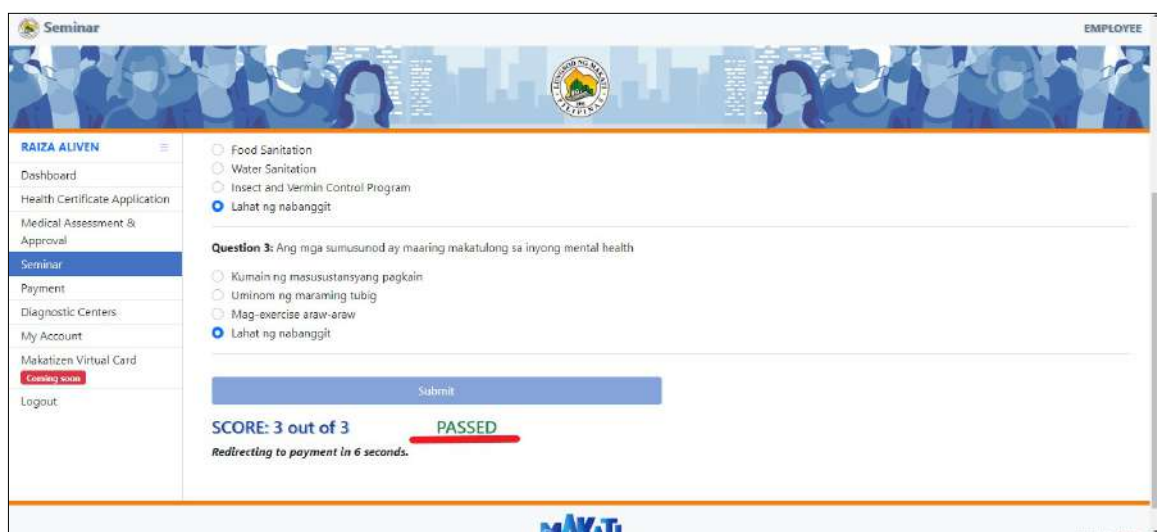 Seminar
EMPLOYEE
LUNGSOD NG MAKATI
PILIPINAS
RAIZA ALIVEN
Dashboard
Health Certificate Application
Medical Assessment &
Approval
Seminar
Payment
Diagnostic Centers
My Account
Makatizen Virtual Card
Coming soon
Logout
Food Sanitation
Water Sanitation
Insect and Vermin Control Program
Lahat ng nabanggit
Question 3: Ang mga sumusunod ay maaring makatulong sa inyong mental health
Kumain ng masusustansyang pagkain
Uminom ng maraming tubig
Mag-exercise araw-araw
Lahat ng nabanggit
Submit
SCORE: 3 out of 3
PASSED
Redirecting to payment in 6 seconds.
MAKATI